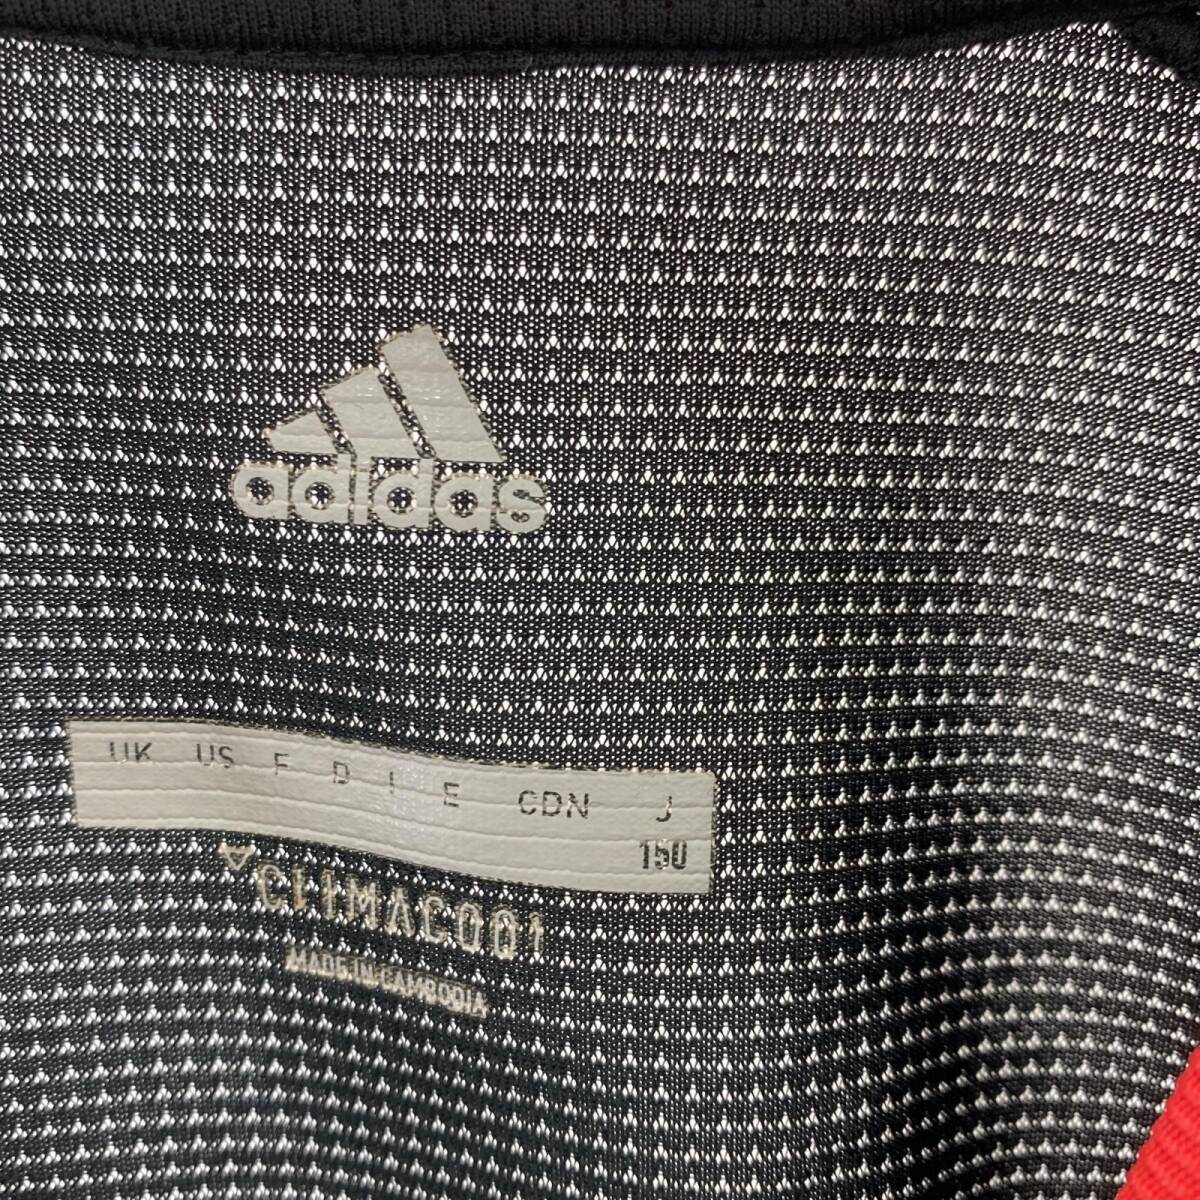 adidas
UK US F D I E CDN J
150
CLIMACOOL
MADE IN CAMBODIA